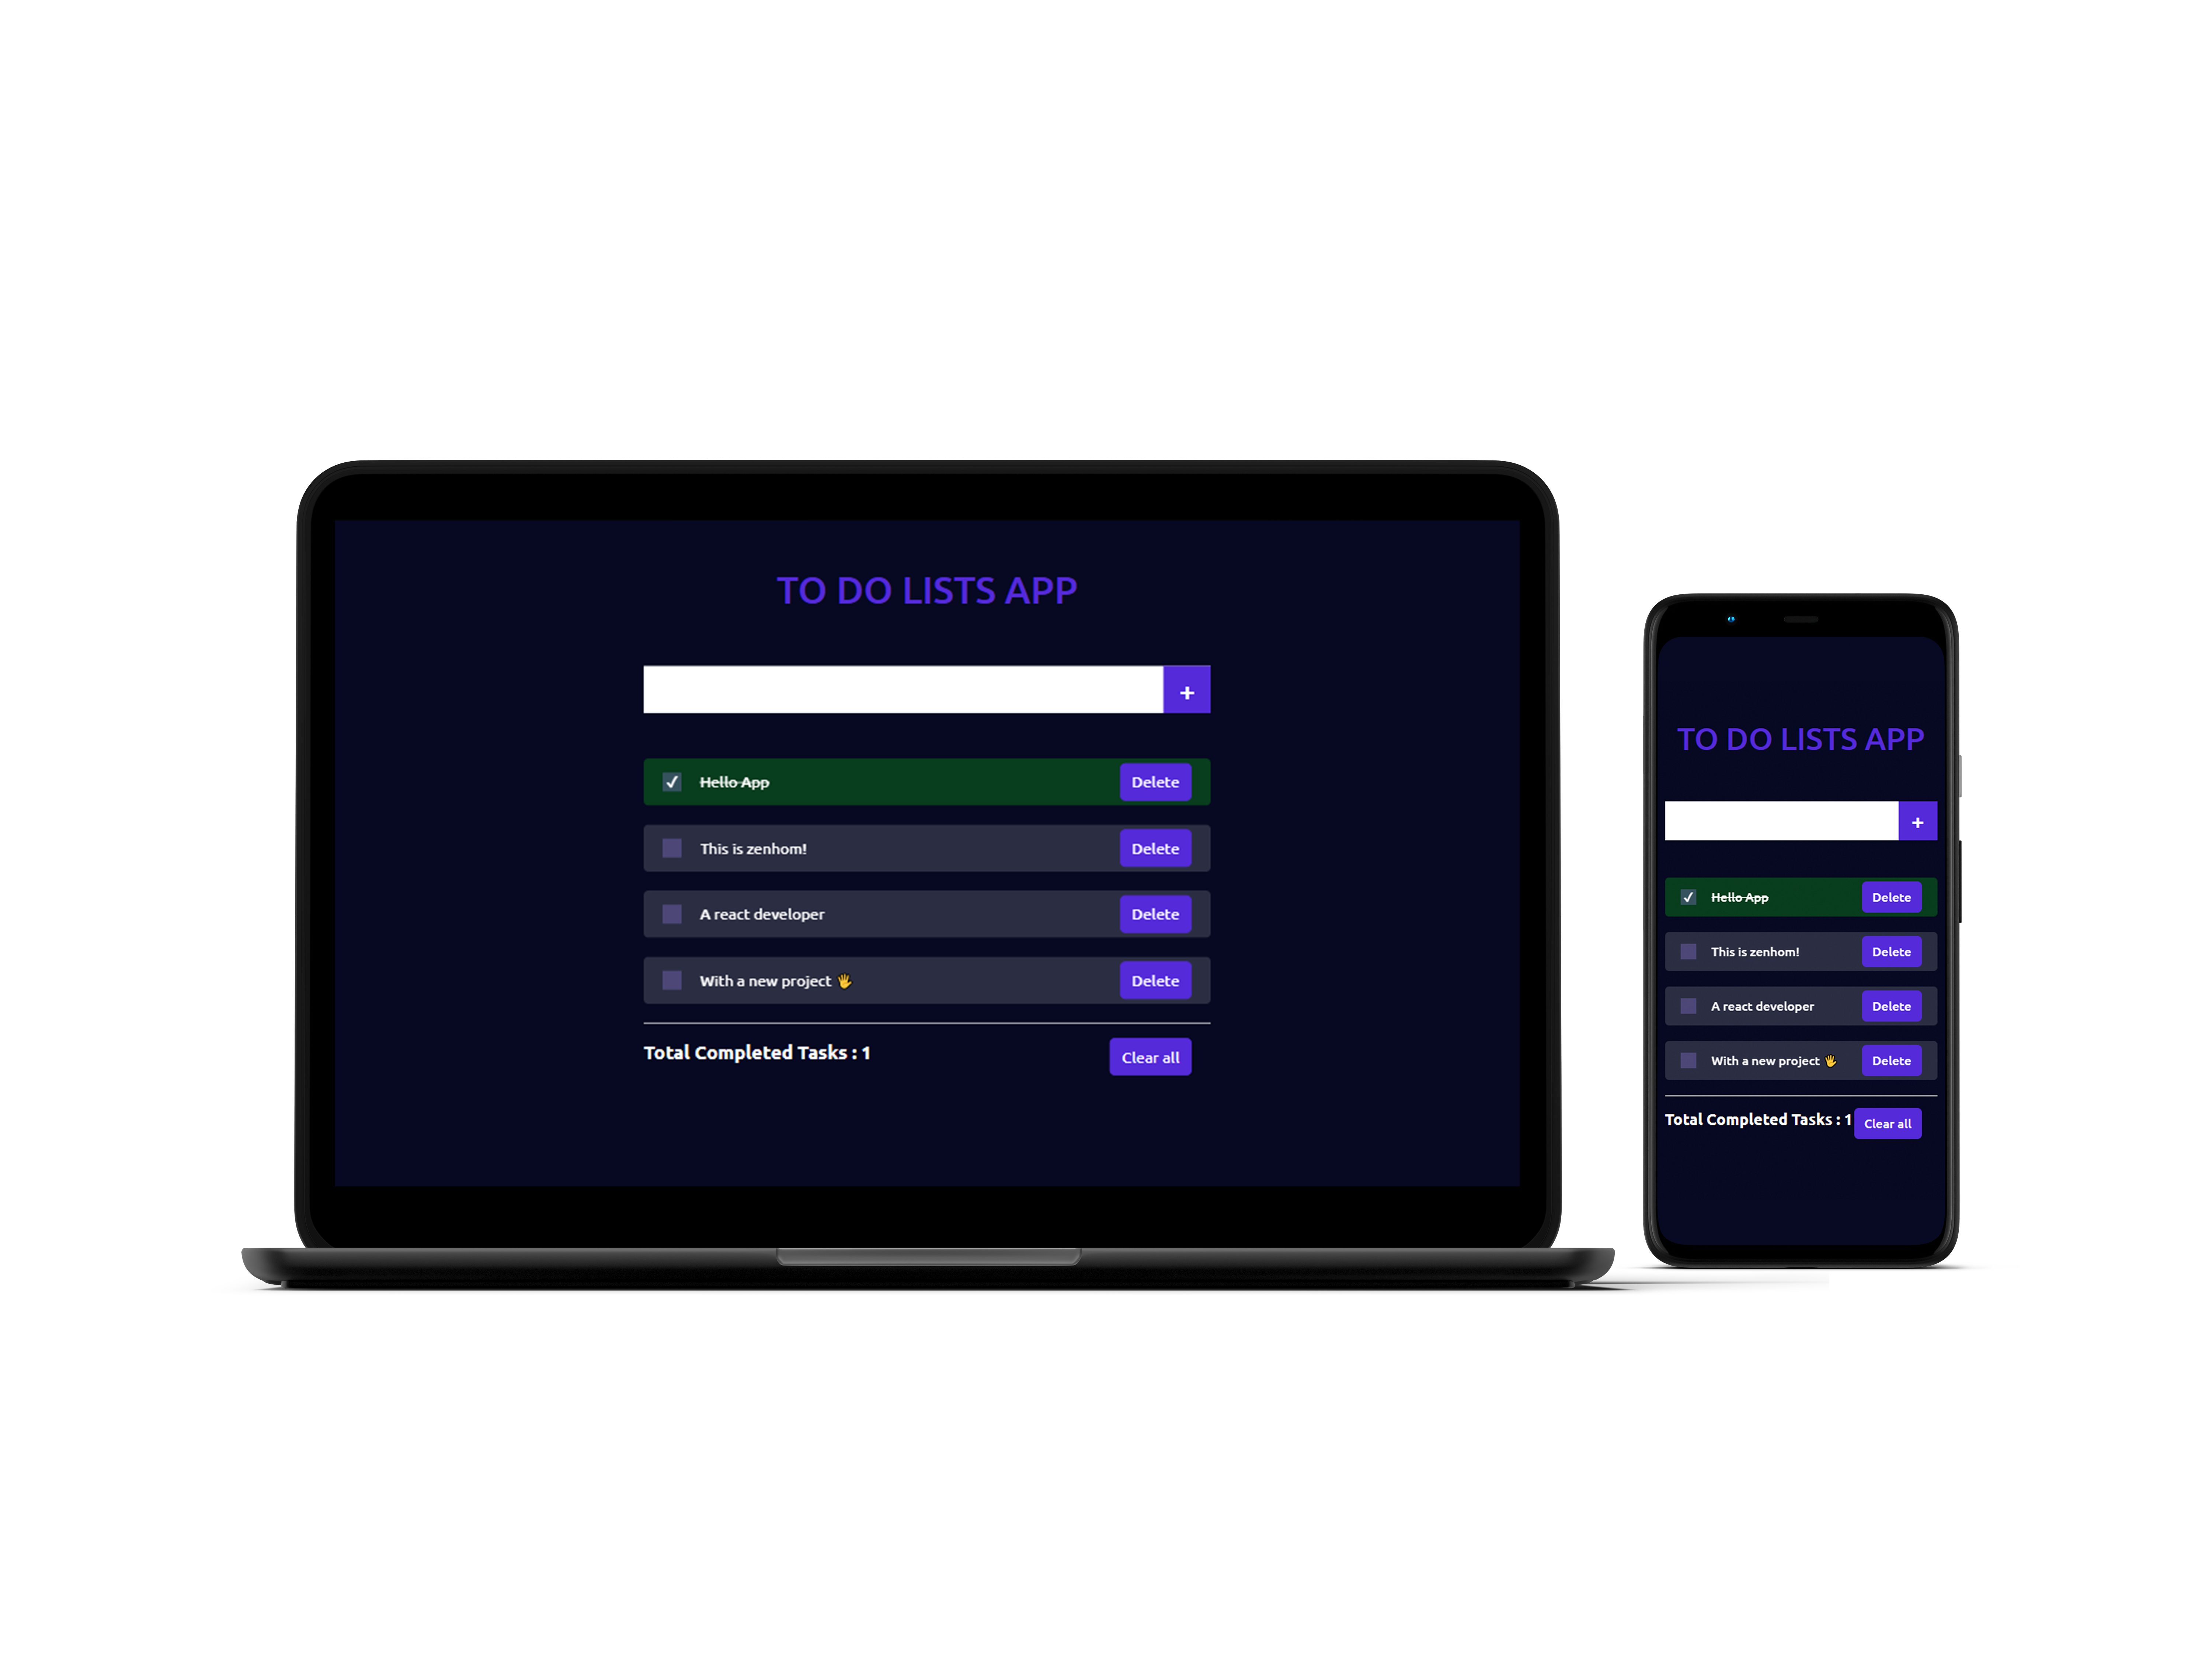 TO DO LISTS APP
+
✓ Hello App Delete
This is zenhom! Delete
A react developer Delete
With a new project 🖐 Delete
Total Completed Tasks : 1 Clear all
TO DO LISTS APP
+
✓ Hello App Delete
This is zenhom! Delete
A react developer Delete
With a new project 🖐 Delete
Total Completed Tasks : 1 Clear all